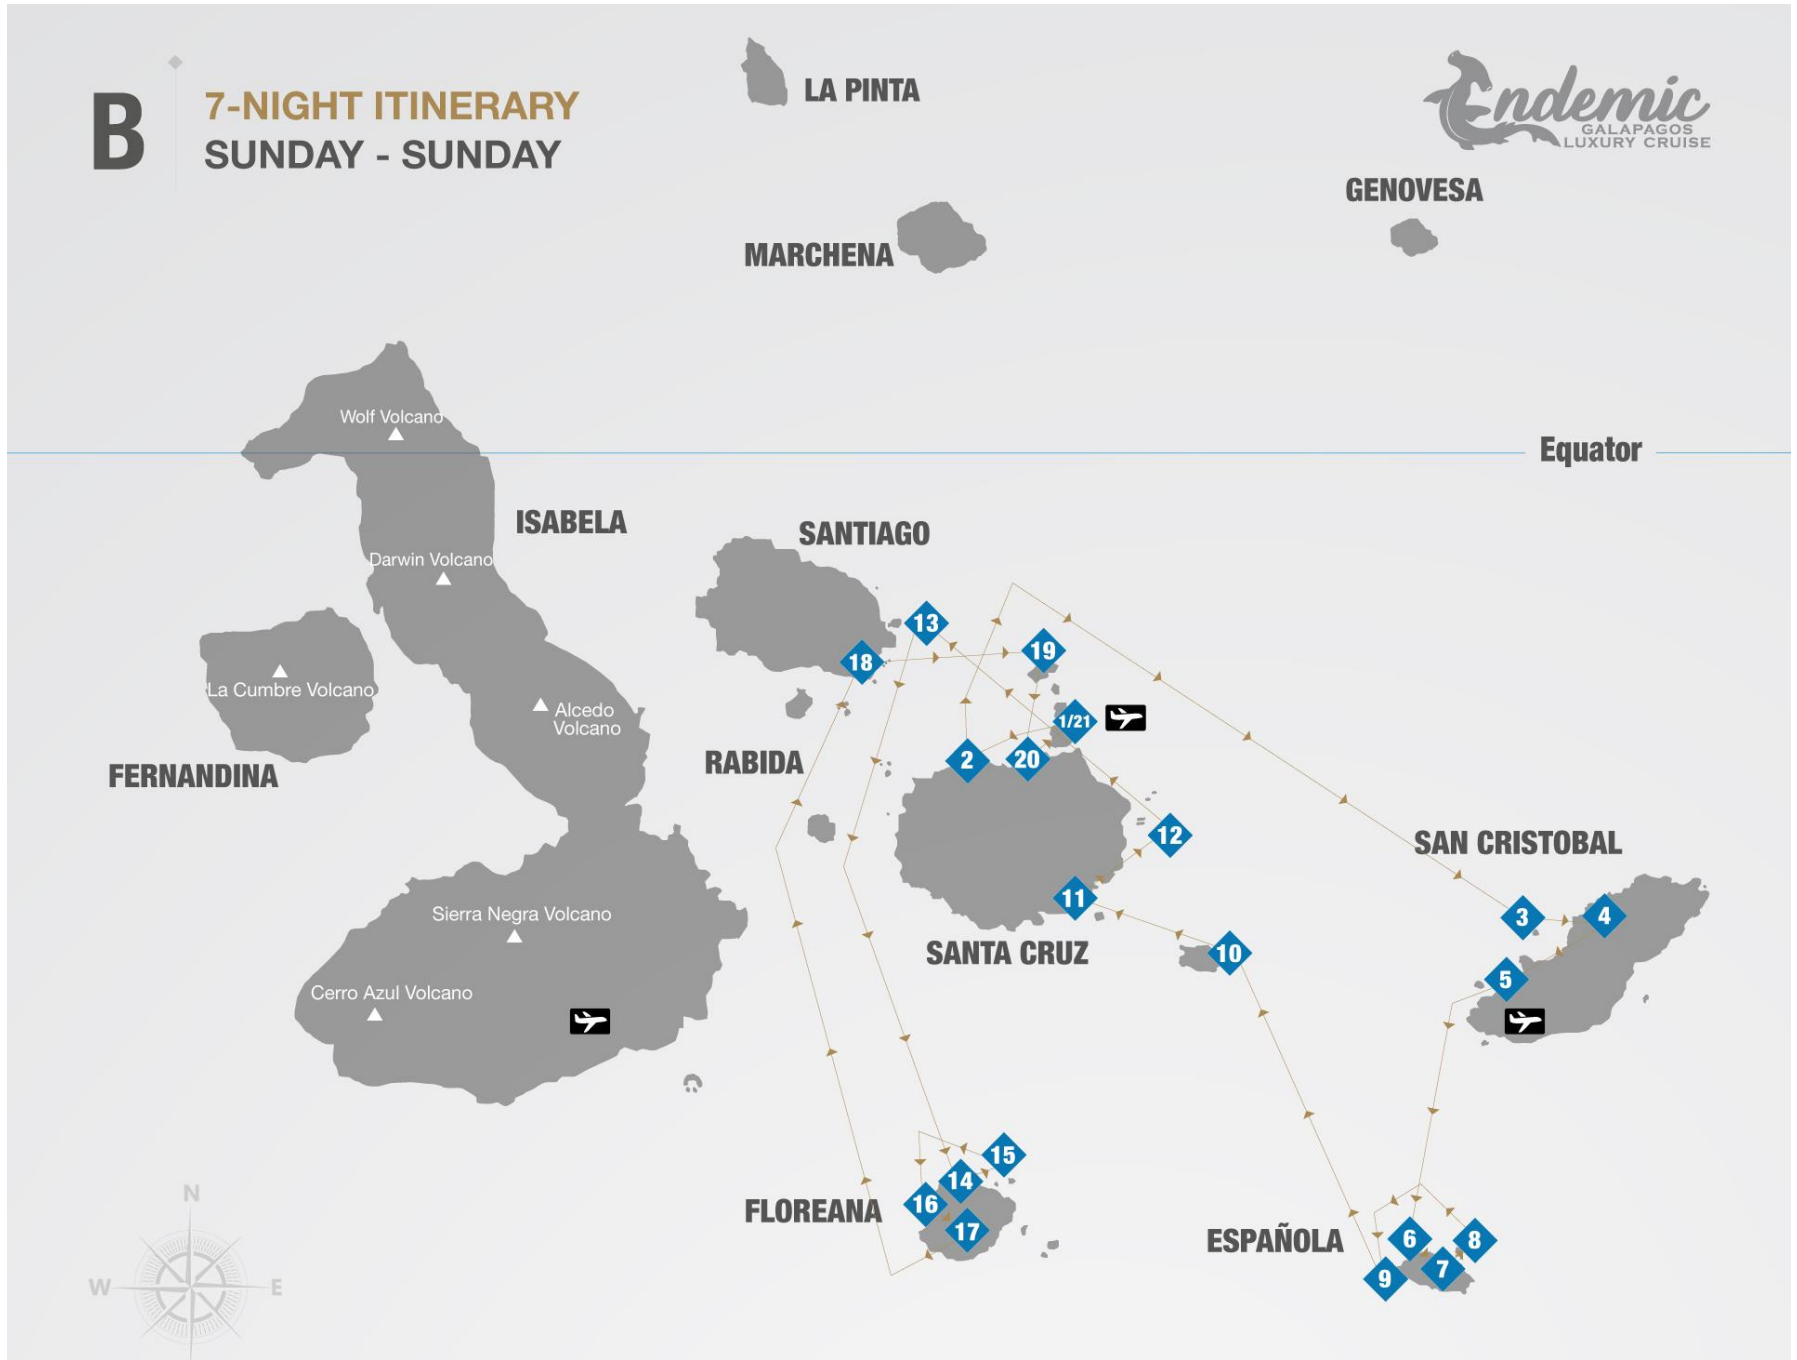 B
7-NIGHT ITINERARY
SUNDAY - SUNDAY
LA PINTA
Endemic
GALAPAGOS
LUXURY CRUISE
GENOVESA
MARCHENA
Wolf Volcano
Equator
ISABELA
SANTIAGO
Darwin Volcano
13
19
18
La Cumbre Volcano
Alcedo
Volcano
1/21
RABIDA
2
20
FERNANDINA
12
SAN CRISTOBAL
11
Sierra Negra Volcano
3
4
SANTA CRUZ
10
5
Cerro Azul Volcano
15
14
N
FLOREANA
16
17
ESPAÑOLA
6
8
7
9
W
E